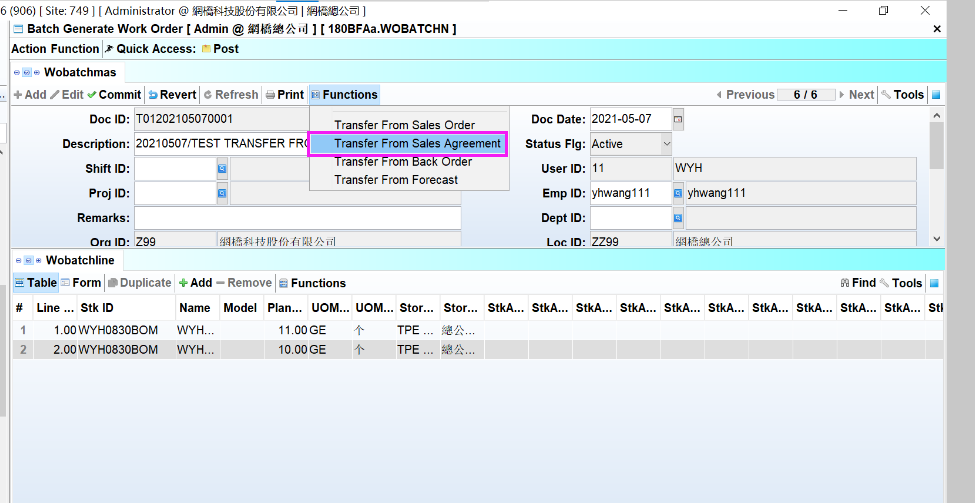 6 (906) [ Site: 749 ] [ Administrator @ 網橋科技股份有限公司 | 網橋總公司 ]
Batch Generate Work Order [ Admin @ 網橋總公司 ] [ 180BFAa.WOBATCHN ]
Action Function Quick Access: Post
Wobatchmas
Add Edit Commit Revert Refresh Print Functions Previous 6 / 6 Next Tools
Doc ID: T01202105070001 Doc Date: 2021-05-07
Transfer From Sales Order
Description: 20210507/TEST TRANSFER FRO Status Flg: Active
Transfer From Sales Agreement
Transfer From Back Order
Transfer From Forecast
Shift ID: User ID: 11 WYH
Proj ID: Emp ID: yhwang111 yhwang111
Remarks: Dept ID:
Org ID: Z99 網橋科技股份有限公司 Loc ID: ZZ99 網橋總公司
Wobatchline
Table Form Duplicate Add Remove Functions Find Tools
# Line ... Stk ID Name Model Plan... UOM... UOM... Stor... Stor... StkA... StkA... StkA... StkA... StkA... StkA... StkA... StkA... StkA... StkA... Stk
1 1.00 WYH0830BOM WYH... 11.00 GE 个 TPE ... 總公...
2 2.00 WYH0830BOM WYH... 10.00 GE 个 TPE ... 總公...